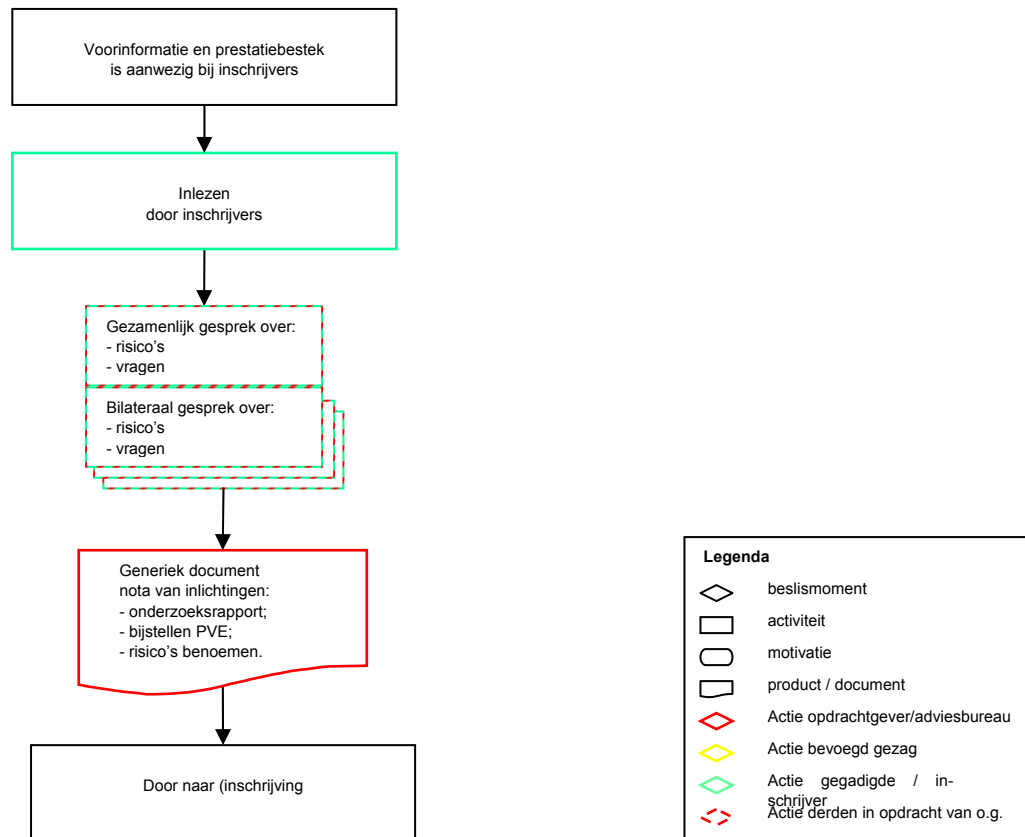 Voorinformatie en prestatiebestek
is aanwezig bij inschrijvers
Inlezen
door inschrijvers
Gezamenlijk gesprek over:
- risico's
- vragen
Bilateraal gesprek over:
- risico's
- vragen
Generiek document
nota van inlichtingen:
- onderzoeksrapport;
- bijstellen PVE;
- risico's benoemen.
Door naar (inschrijving
Legenda
beslismoment
activiteit
motivatie
product / document
Actie opdrachtgever/adviesbureau
Actie bevoegd gezag
Actie gegadigde / in-
schrijver
Actie derden in opdracht van o.g.